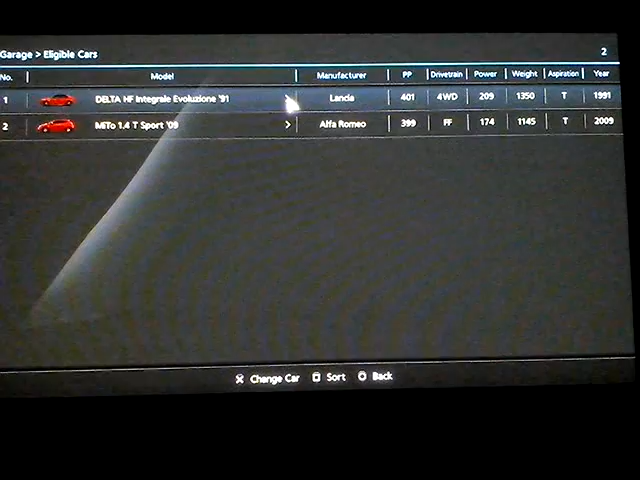 Garage > Eligible Cars 2
No. Model Manufacturer PP Drivetrain Power Weight Aspiration Year
1 DELTA HF Integrale Evoluzione '91 Lancia 401 4WD 209 1350 T 1991
2 MiTo 1.4 T Sport '09 > Alfa Romeo 399 FF 174 1145 T 2009
Change Car Sort Back